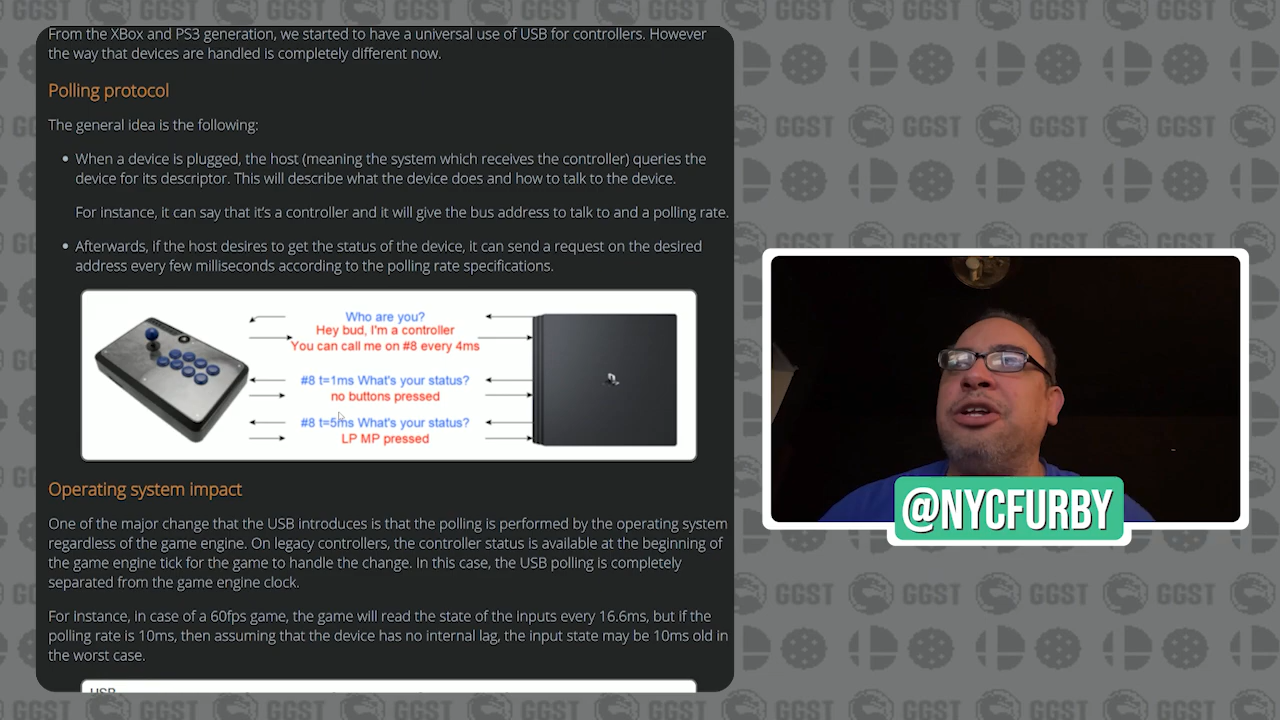 From the XBox and PS3 generation, we started to have a universal use of USB for controllers. However
the way that devices are handled is completely different now.
Polling protocol
The general idea is the following:
When a device is plugged, the host (meaning the system which receives the controller) queries the
device for its descriptor. This will describe what the device does and how to talk to the device.
For instance, it can say that it's a controller and it will give the bus address to talk to and a polling rate.
Afterwards, if the host desires to get the status of the device, it can send a request on the desired
address every few milliseconds according to the polling rate specifications.
Who are you?
Hey bud, I'm a controller
You can call me on #8 every 4ms
#8 t=1ms What's your status?
no buttons pressed
#8 t=5ms What's your status?
LP MP pressed
Operating system impact
One of the major change that the USB introduces is that the polling is performed by the operating system
regardless of the game engine. On legacy controllers, the controller status is available at the beginning of
the game engine tick for the game to handle the change. In this case, the USB polling is completely
separated from the game engine clock.
For instance, in case of a 60fps game, the game will read the state of the inputs every 16.6ms, but if the
polling rate is 10ms, then assuming that the device has no internal lag, the input state may be 10ms old in
the worst case.
USB
@NYCFURBY
GGST